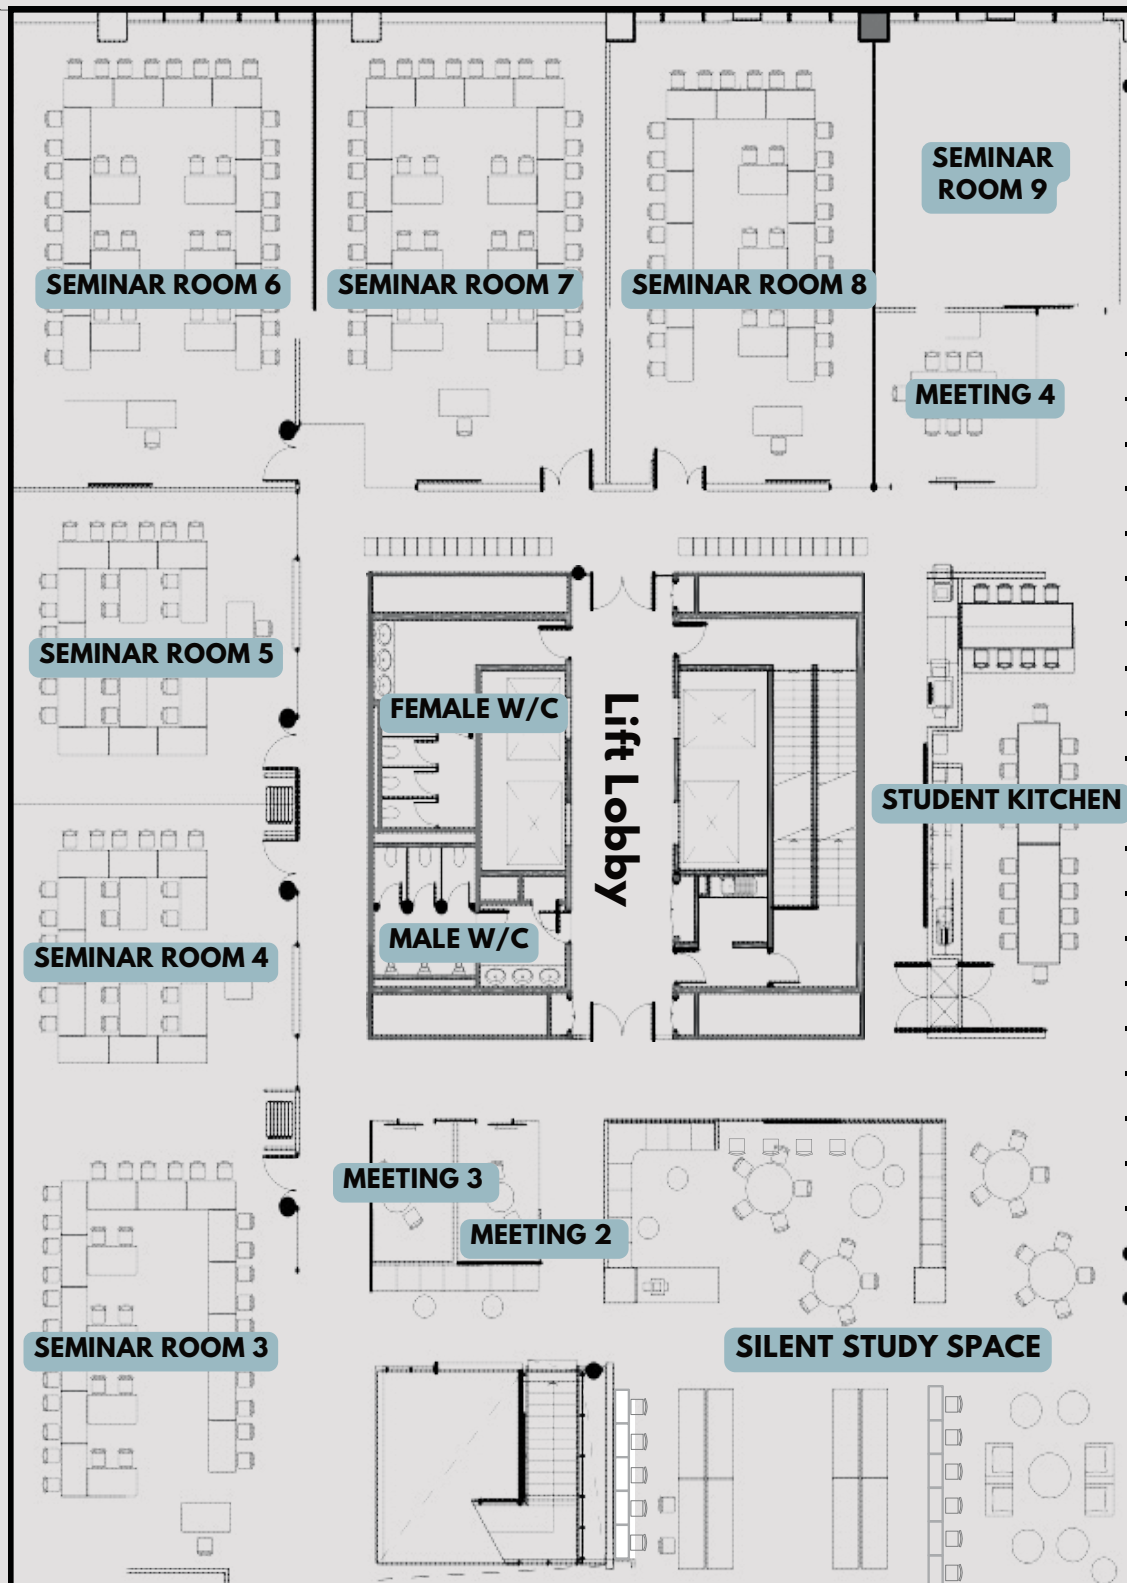 SEMINAR
ROOM 9
SEMINAR ROOM 6
SEMINAR ROOM 7
SEMINAR ROOM 8
MEETING 4
SEMINAR ROOM 5
FEMALE W/C
Lift Lobby
STUDENT KITCHEN
MALE W/C
SEMINAR ROOM 4
MEETING 3
MEETING 2
SEMINAR ROOM 3
SILENT STUDY SPACE